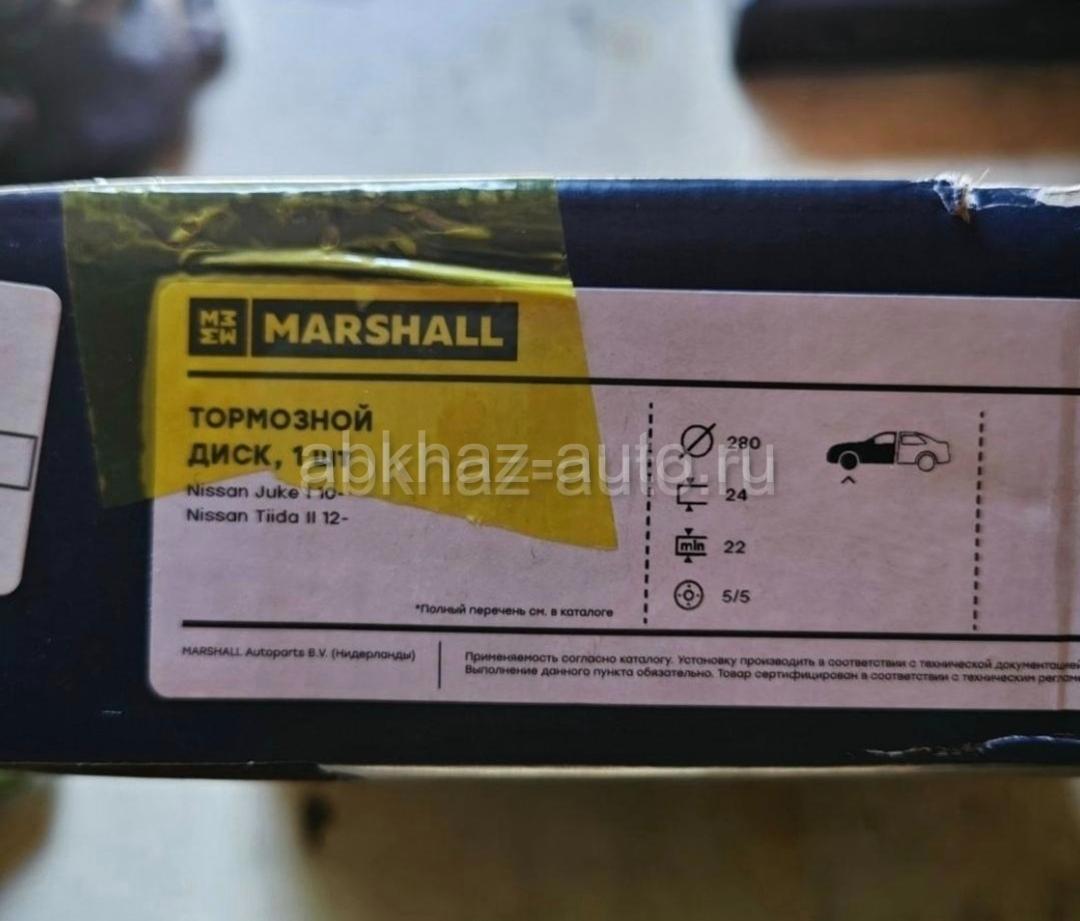 MARSHALL
ТОРМОЗНОЙ
ДИСК, 1 шт
Nissan Juke I 10-
Nissan Tiida II 12-
*Полный перечень см. в каталоге
280
24
min 22
5/5
MARSHALL Autoparts B.V. (Нидерланды)
Применяемость согласно каталогу. Установку производить в соответствии с технической документацией
Выполнение данного пункта обязательно. Товар сертифицирован в соответствии с техническим
abkhaz-auto.ru